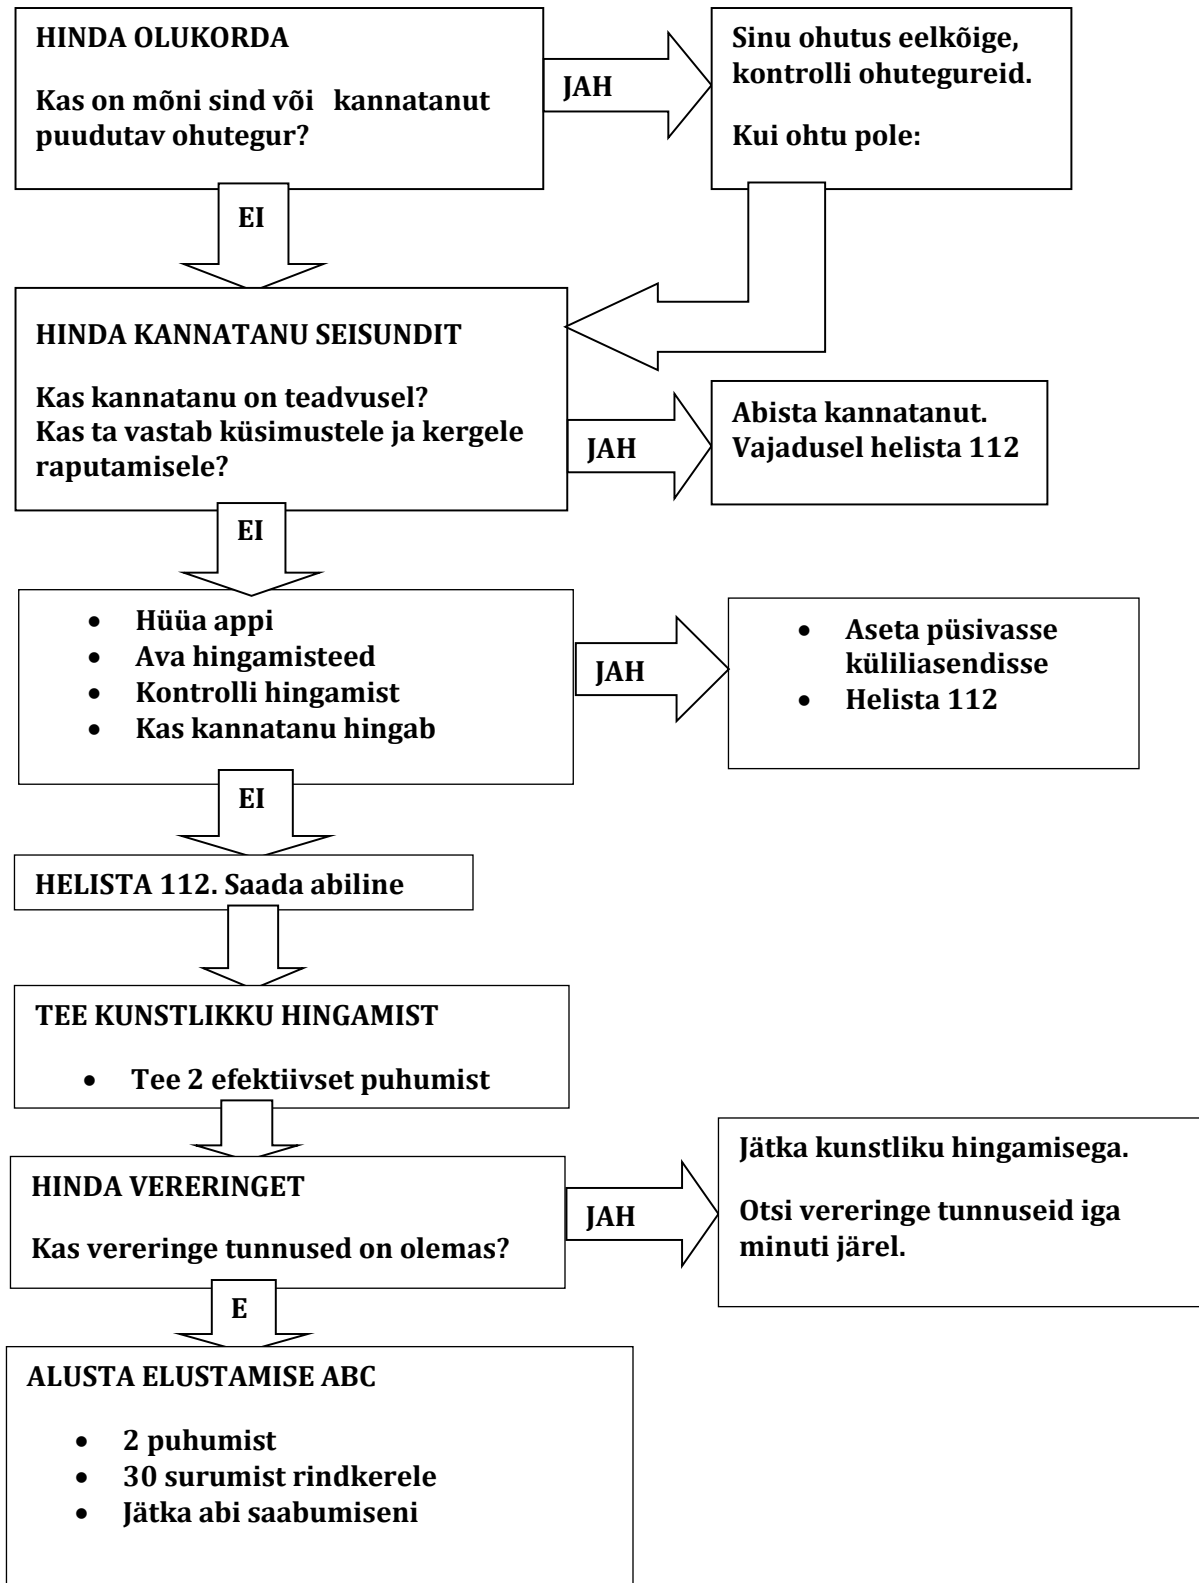 HINDA OLUKORDA
Kas on mõni sind või kannatanut
puudutav ohutegur?
JAH
Sinu ohutus eelkõige,
kontrolli ohutegureid.
Kui ohtu pole:
EI
HINDA KANNATANU SEISUNDIT
Kas kannatanu on teadvusel?
Kas ta vastab küsimustele ja kergele
raputamisele?
JAH
Abista kannatanut.
Vajadusel helista 112
EI
• Hüüa appi
• Ava hingamisteed
• Kontrolli hingamist
• Kas kannatanu hingab
JAH
• Aseta püsivasse
küliliasendisse
• Helista 112
EI
HELISTA 112. Saada abiline
TEE KUNSTLIKKU HINGAMIST
• Tee 2 efektiivset puhumist
HINDA VERERINGET
Kas vereringe tunnused on olemas?
JAH
Jätka kunstliku hingamisega.
Otsi vereringe tunnuseid iga
minuti järel.
E
ALUSTA ELUSTAMISE ABC
• 2 puhumist
• 30 surumist rindkerele
• Jätka abi saabumiseni